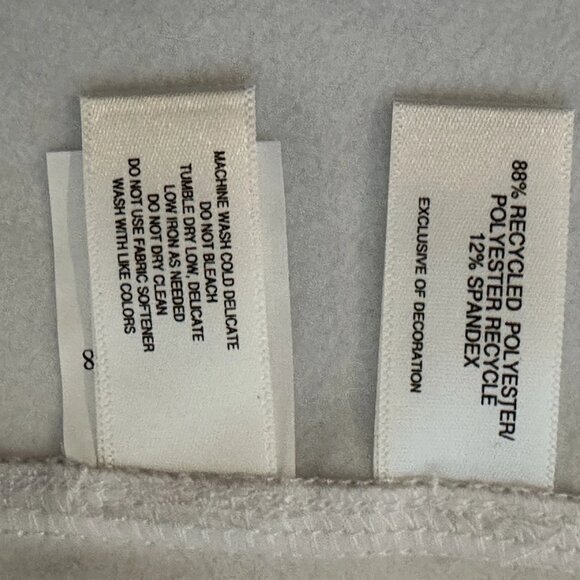 MACHINE WASH COLD DELICATE
DO NOT BLEACH
TUMBLE DRY LOW, DELICATE
LOW IRON AS NEEDED
DO NOT DRY CLEAN
DO NOT USE FABRIC SOFTENER
WASH WITH LIKE COLORS
8
88% RECYCLED POLYESTER/
POLYESTER RECYCLE
12% SPANDEX
EXCLUSIVE OF DECORATION